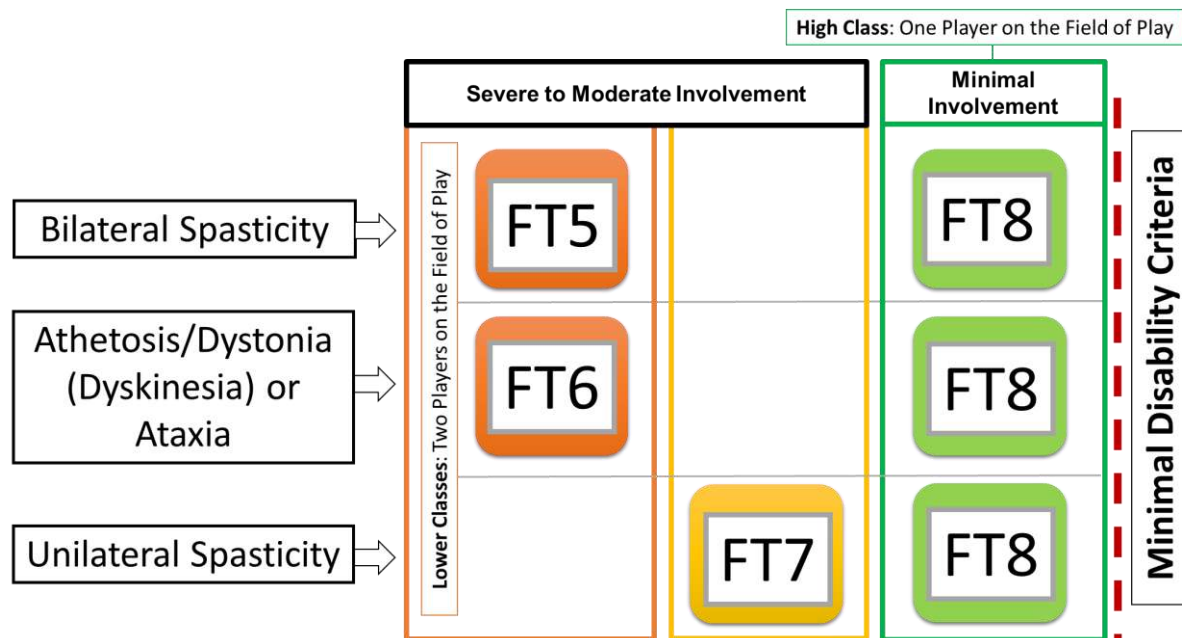 High Class: One Player on the Field of Play
Severe to Moderate Involvement
Minimal
Involvement
Lower Classes: Two Players on the Field of Play
Minimal Disability Criteria
Bilateral Spasticity
FT5
FT8
Athetosis/Dystonia
(Dyskinesia) or
Ataxia
FT6
FT8
Unilateral Spasticity
FT7
FT8